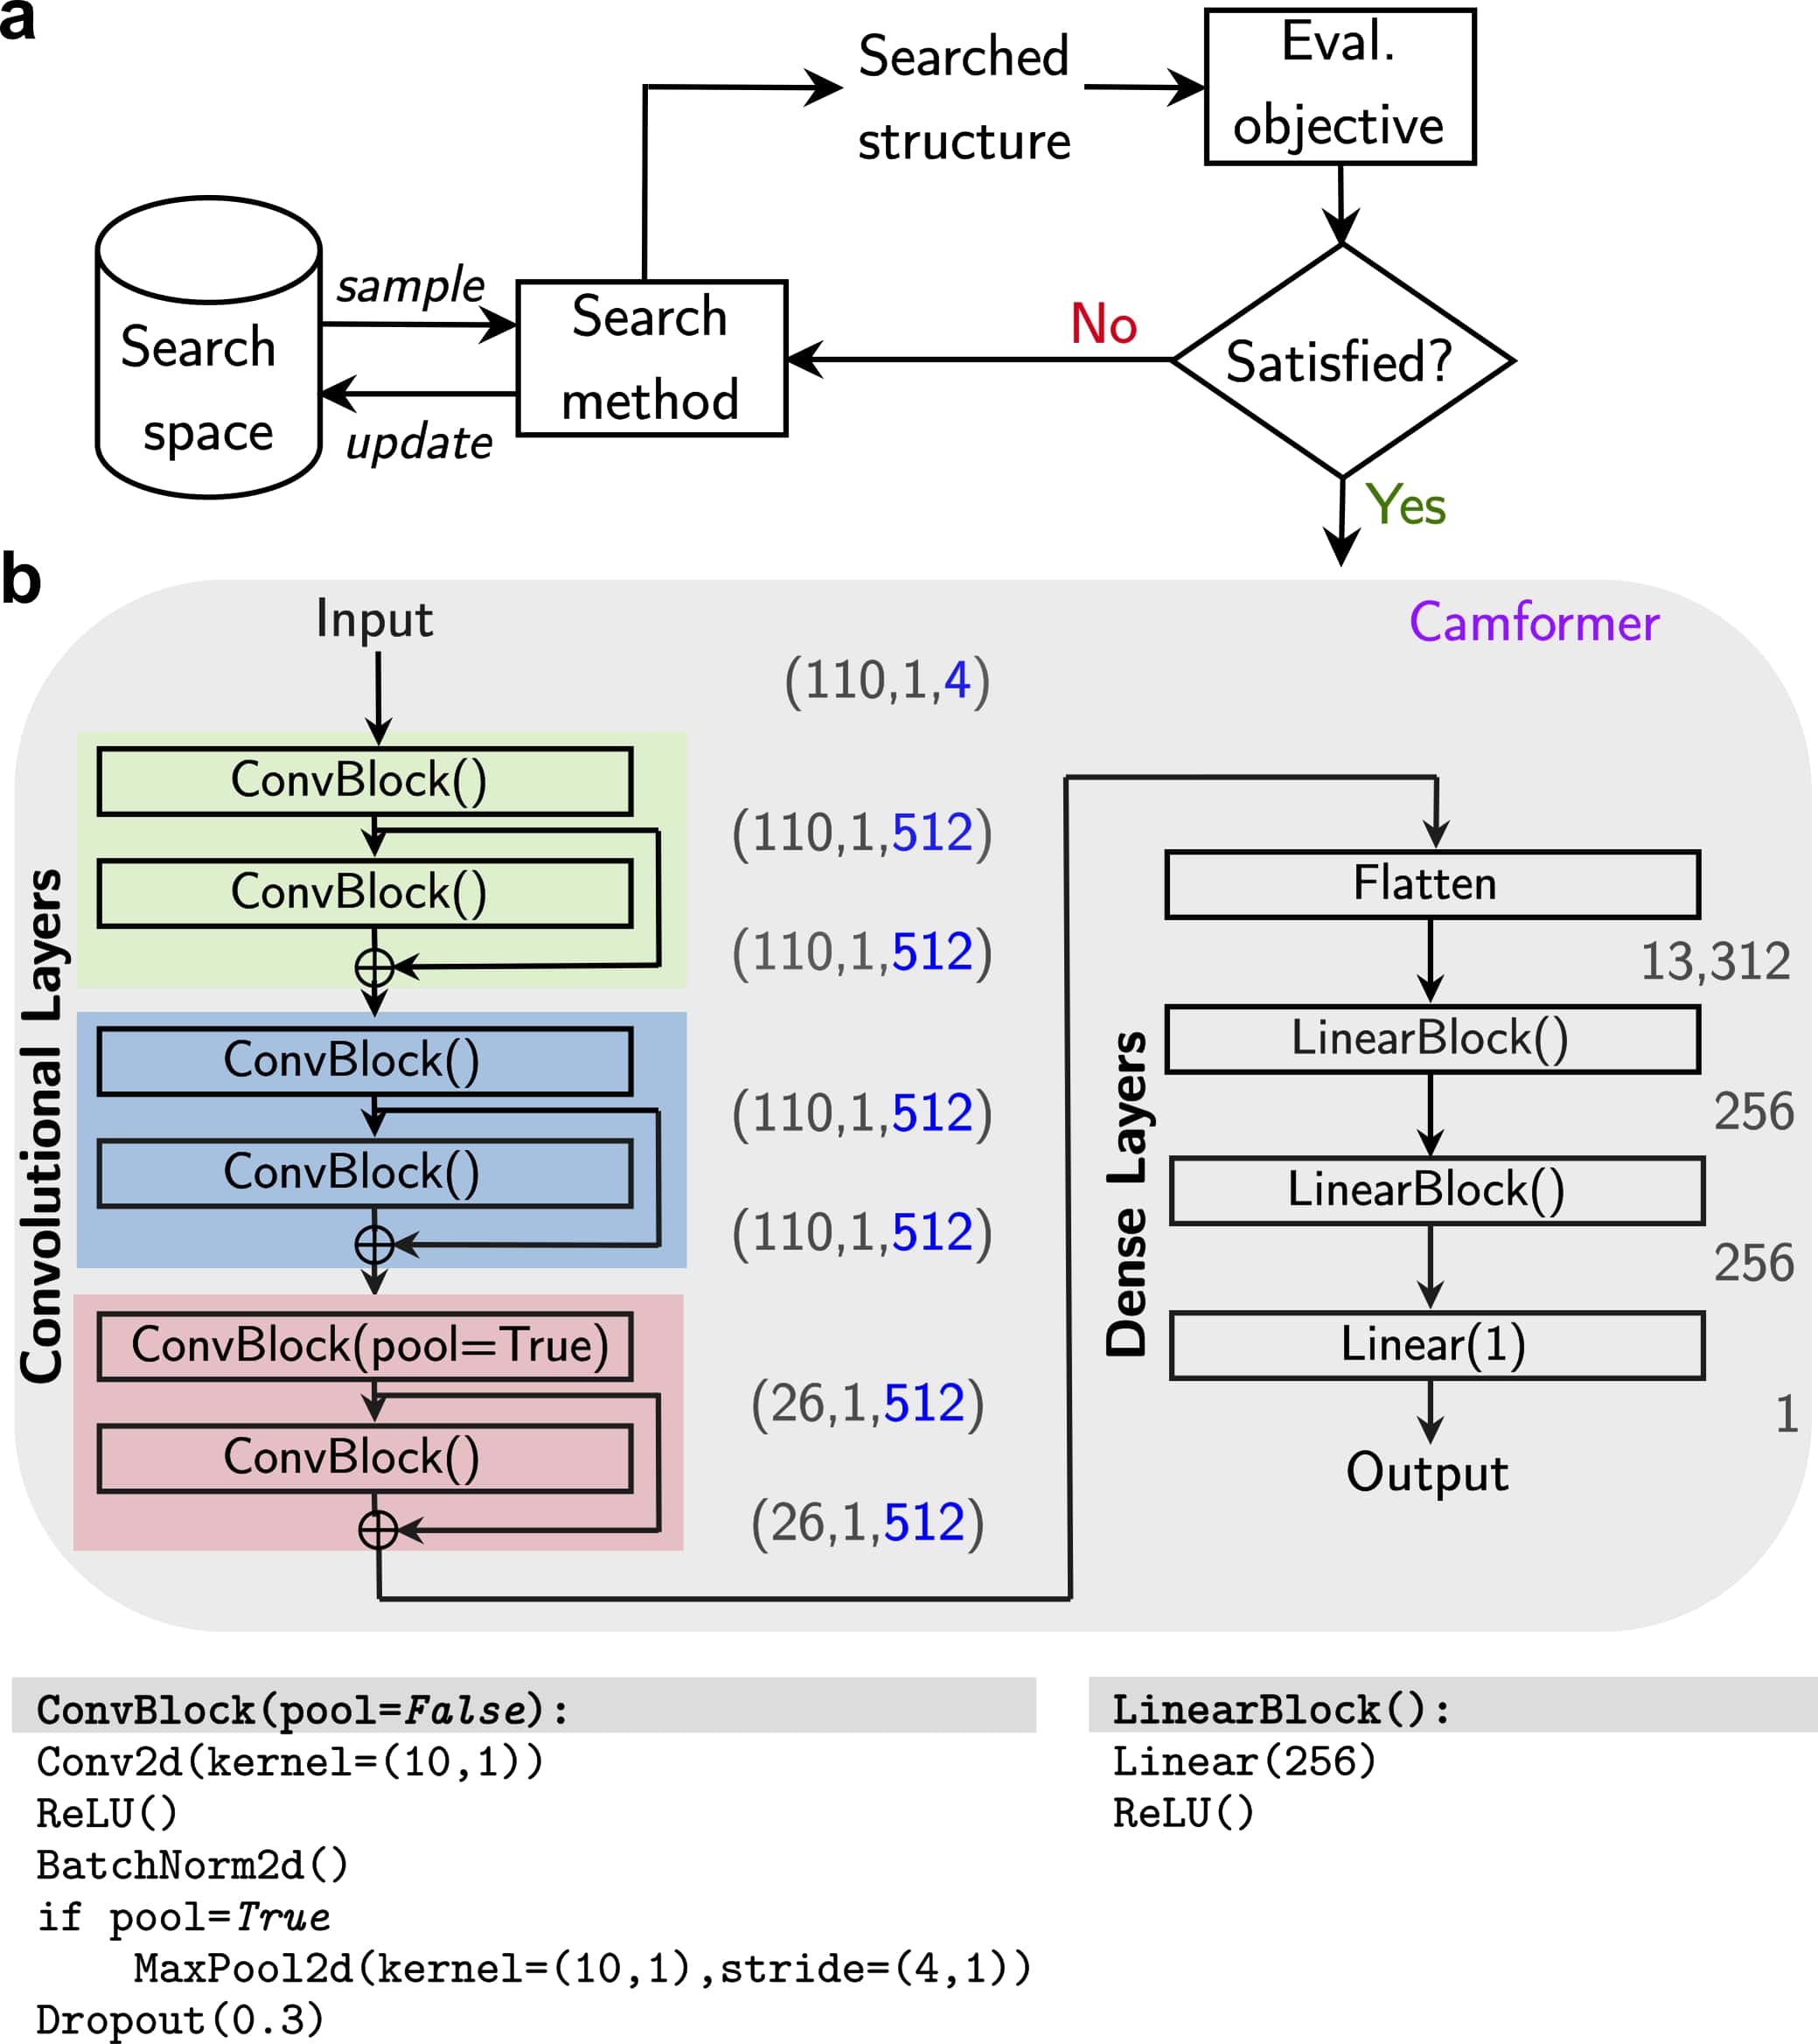 a
Searched
structure
Eval.
objective
Search
space
sample
update
Search
method
No
Satisfied?
Yes
b
Camformer
Input
(110,1,4)
Convolutional Layers
ConvBlock()
(110,1,512)
ConvBlock()
(110,1,512)
ConvBlock()
(110,1,512)
ConvBlock()
(110,1,512)
ConvBlock(pool=True)
(26,1,512)
ConvBlock()
(26,1,512)
Dense Layers
Flatten
13,312
LinearBlock()
256
LinearBlock()
256
Linear(1)
1
Output
ConvBlock(pool=False):
Conv2d(kernel=(10,1))
ReLU()
BatchNorm2d()
if pool=True
MaxPool2d(kernel=(10,1),stride=(4,1))
Dropout(0.3)
LinearBlock():
Linear(256)
ReLU()